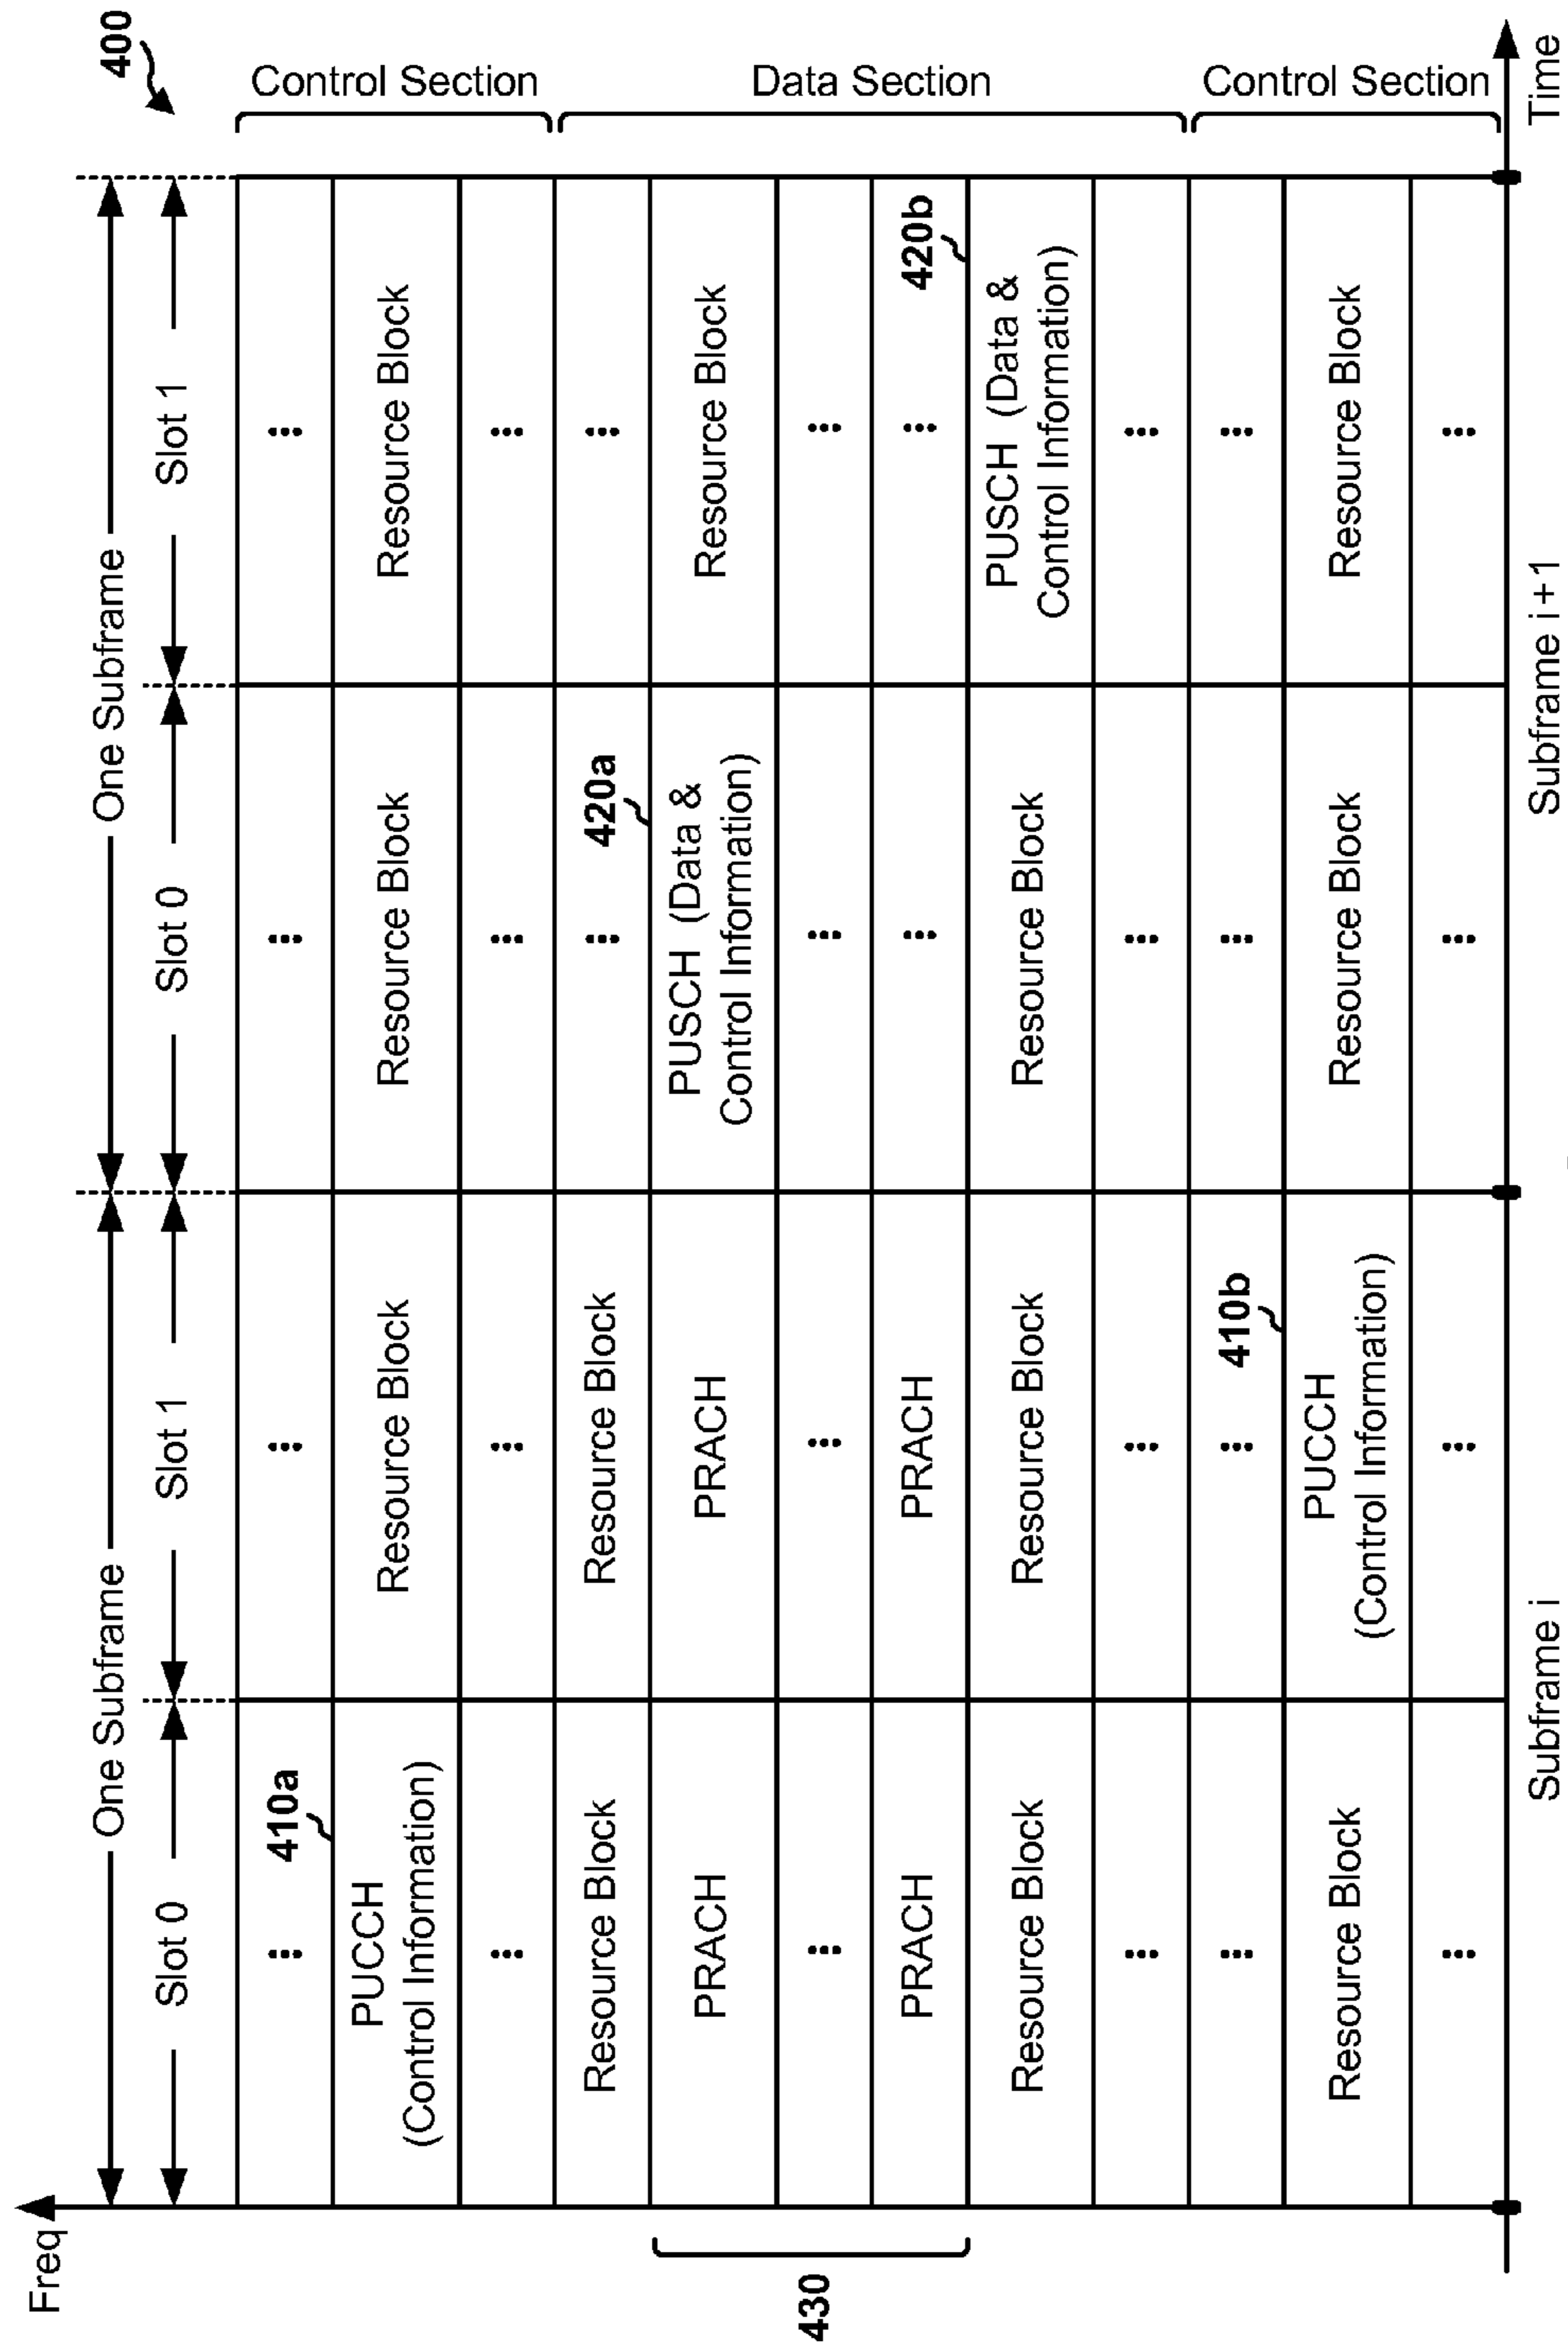 400
Freq
One Subframe
One Subframe
Slot 0
Slot 1
Slot 0
Slot 1
410a
PUCCH
(Control Information)
Resource Block
Resource Block
Resource Block
Control Section
Resource Block
Resource Block
420a
430
PRACH
PRACH
PUSCH (Data &
Control Information)
Resource Block
Data Section
PRACH
PRACH
420b
Resource Block
Resource Block
Resource Block
PUSCH (Data &
Control Information)
410b
Resource Block
PUCCH
(Control Information)
Resource Block
Resource Block
Control Section
Subframe i
Subframe i + 1
Time